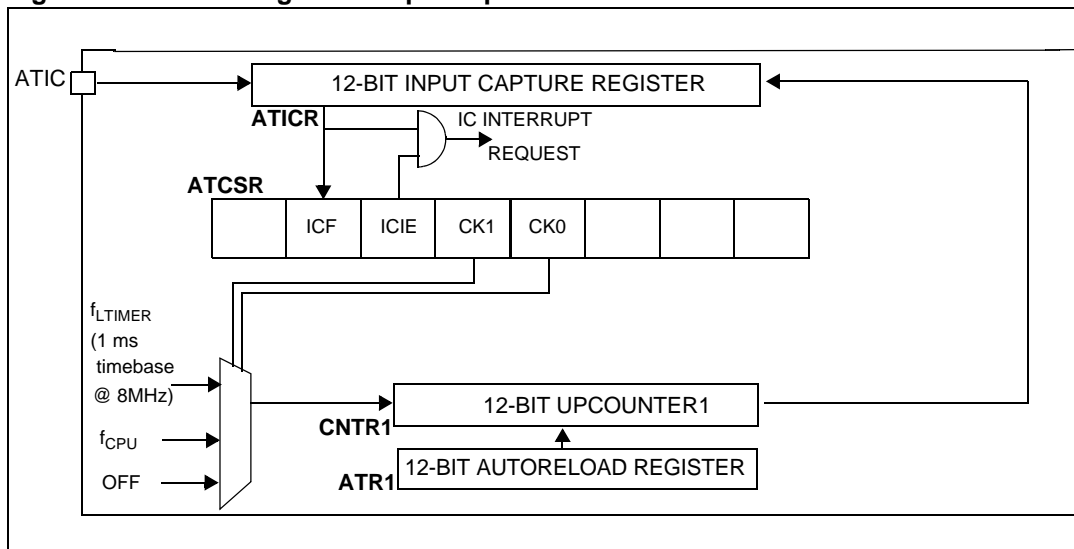 ATIC
12-BIT INPUT CAPTURE REGISTER
ATICR
IC INTERRUPT
REQUEST
ATCSR
ICF
ICIE
CK1
CK0
fLTIMER
(1 ms
timebase
@ 8MHz)
fCPU
OFF
12-BIT UPCOUNTER1
CNTR1
12-BIT AUTORELOAD REGISTER
ATR1